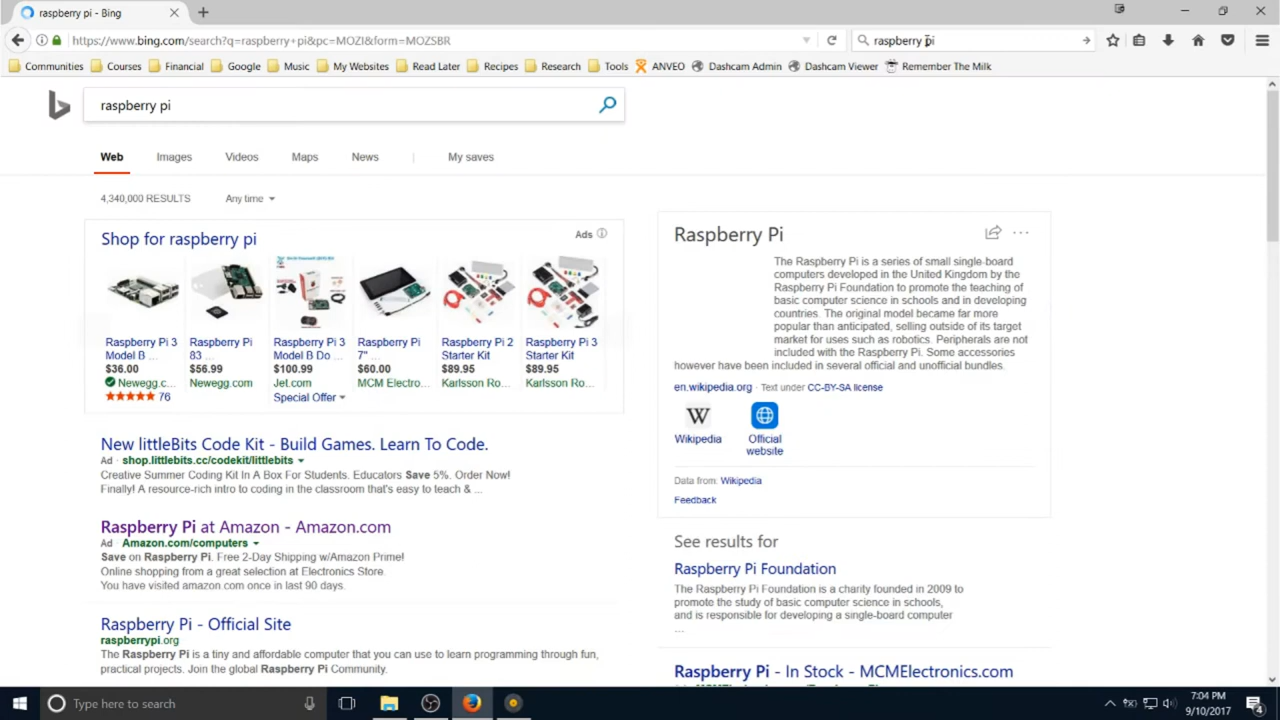 raspberry pi - Bing
https://www.bing.com/search?q=raspberry+pi&pc=MOZI&form=MOZSBR
raspberry pi
Communities Courses Financial Google Music My Websites Read Later Recipes Research Tools ANVEO Dashcam Admin Dashcam Viewer Remember The Milk
raspberry pi
Web Images Videos Maps News | My saves
4,340,000 RESULTS Any time
Shop for raspberry pi Ads
Raspberry Pi 3 Model B ...
$36.00
Newegg.c...
76
Raspberry Pi 83 ...
$56.99
Newegg.com
Raspberry Pi 3 Model B Do ...
$100.99
Jet.com
Special Offer
Raspberry Pi 7" ...
$60.00
MCM Electro...
Raspberry Pi 2 Starter Kit
$89.95
Karlsson Ro...
Raspberry Pi 3 Starter Kit
$89.95
Karlsson Ro...
New littleBits Code Kit - Build Games. Learn To Code.
Ad · shop.littlebits.cc/codekit/littlebits
Creative Summer Coding Kit In A Box For Students. Educators Save 5%. Order Now!
Finally! A resource-rich intro to coding in the classroom that's easy to teach & ...
Raspberry Pi at Amazon - Amazon.com
Ad · Amazon.com/computers
Save on Raspberry Pi. Free 2-Day Shipping w/Amazon Prime!
Online shopping from a great selection at Electronics Store.
You have visited amazon.com once in last 90 days.
Raspberry Pi - Official Site
raspberrypi.org
The Raspberry Pi is a tiny and affordable computer that you can use to learn programming through fun,
practical projects. Join the global Raspberry Pi Community.
Raspberry Pi
The Raspberry Pi is a series of small single-board
computers developed in the United Kingdom by the
Raspberry Pi Foundation to promote the teaching of
basic computer science in schools and in developing
countries. The original model became far more
popular than anticipated, selling outside of its target
market for uses such as robotics. Peripherals are not
included with the Raspberry Pi. Some accessories
however have been included in several official and unofficial bundles.
en.wikipedia.org · Text under CC-BY-SA license
W
Wikipedia
Official
website
Data from: Wikipedia
Feedback
See results for
Raspberry Pi Foundation
The Raspberry Pi Foundation is a charity founded in 2009 to
promote the study of basic computer science in schools,
and is responsible for developing a single-board computer
...
Raspberry Pi - In Stock - MCMElectronics.com
Type here to search
7:04 PM
9/10/2017
4